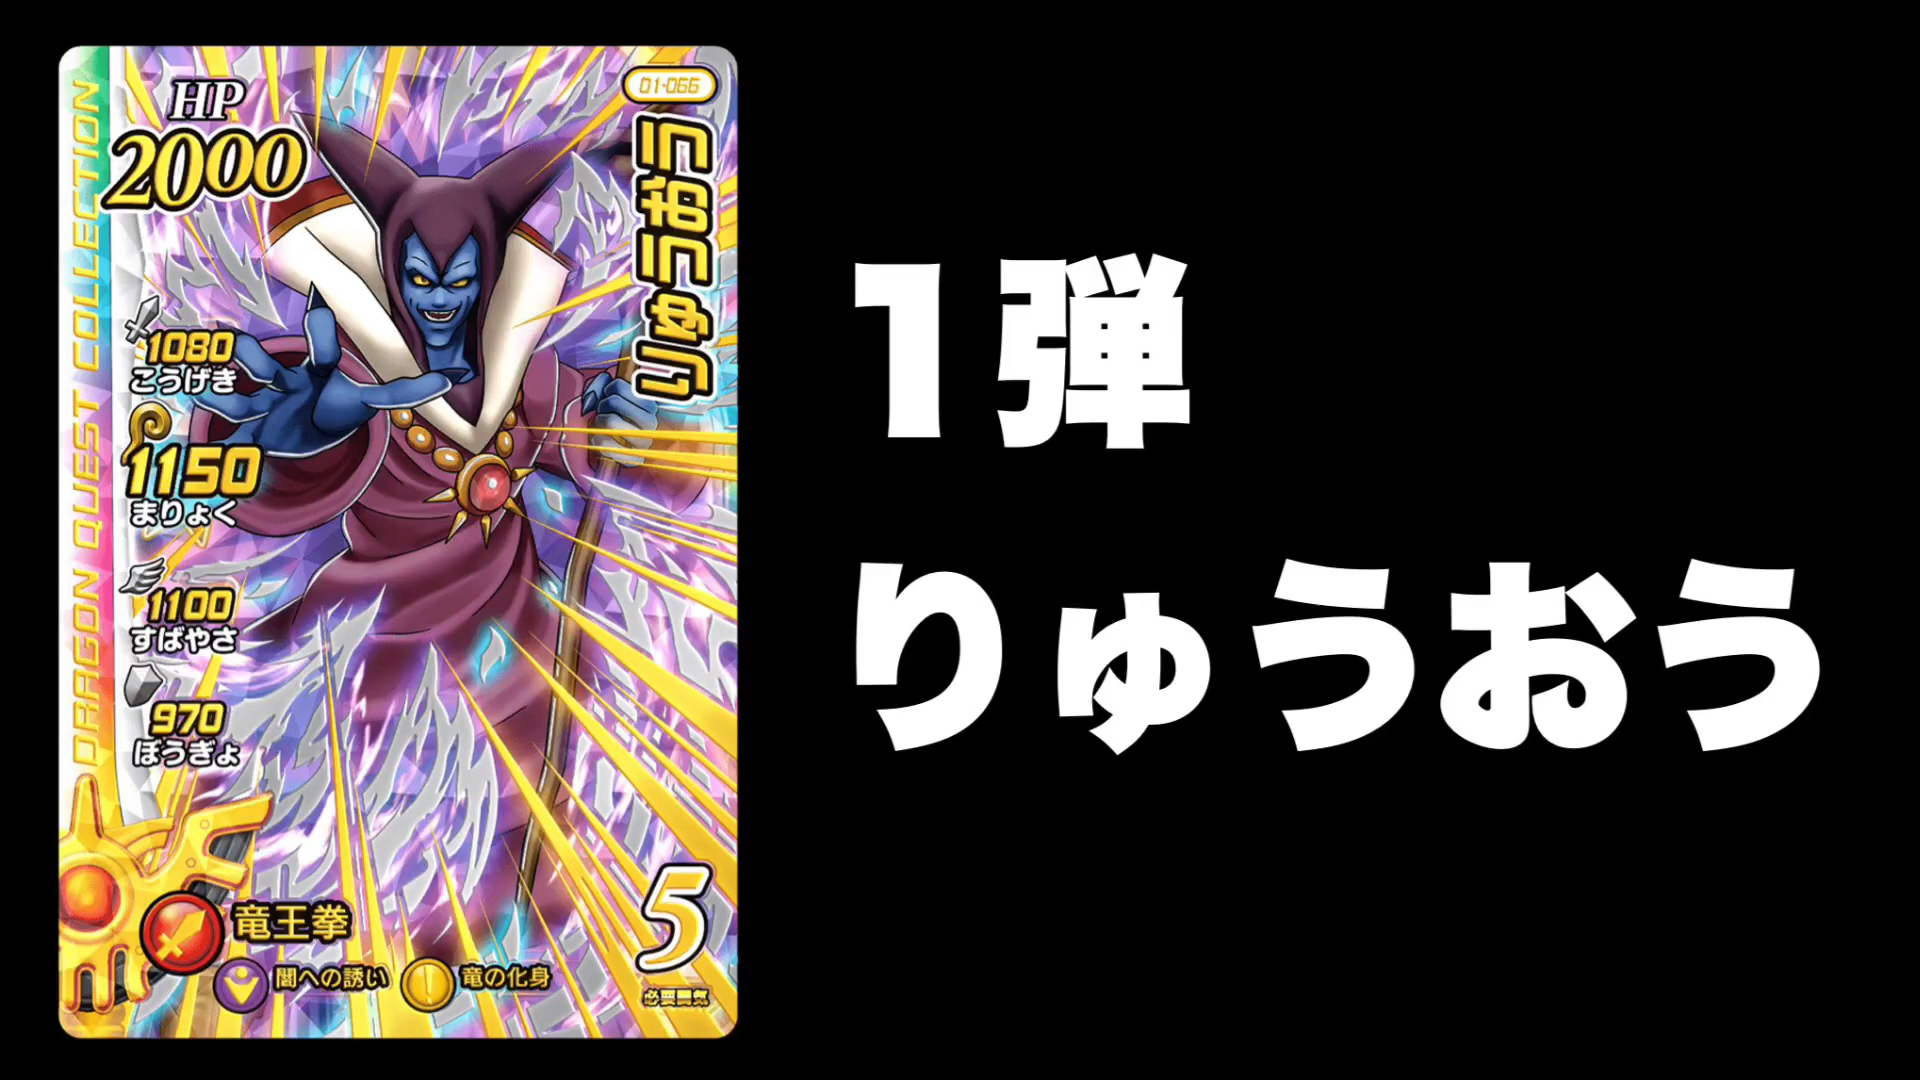 DRAGON QUEST COLLECTION
HP
2000
01-066
りゅうおう
1080
こうげき
1150
まりょく
1100
すばやさ
970
ぼうぎょ
竜王拳
闇への誘い
竜の化身
5
必要闘気
1弾
りゅうおう